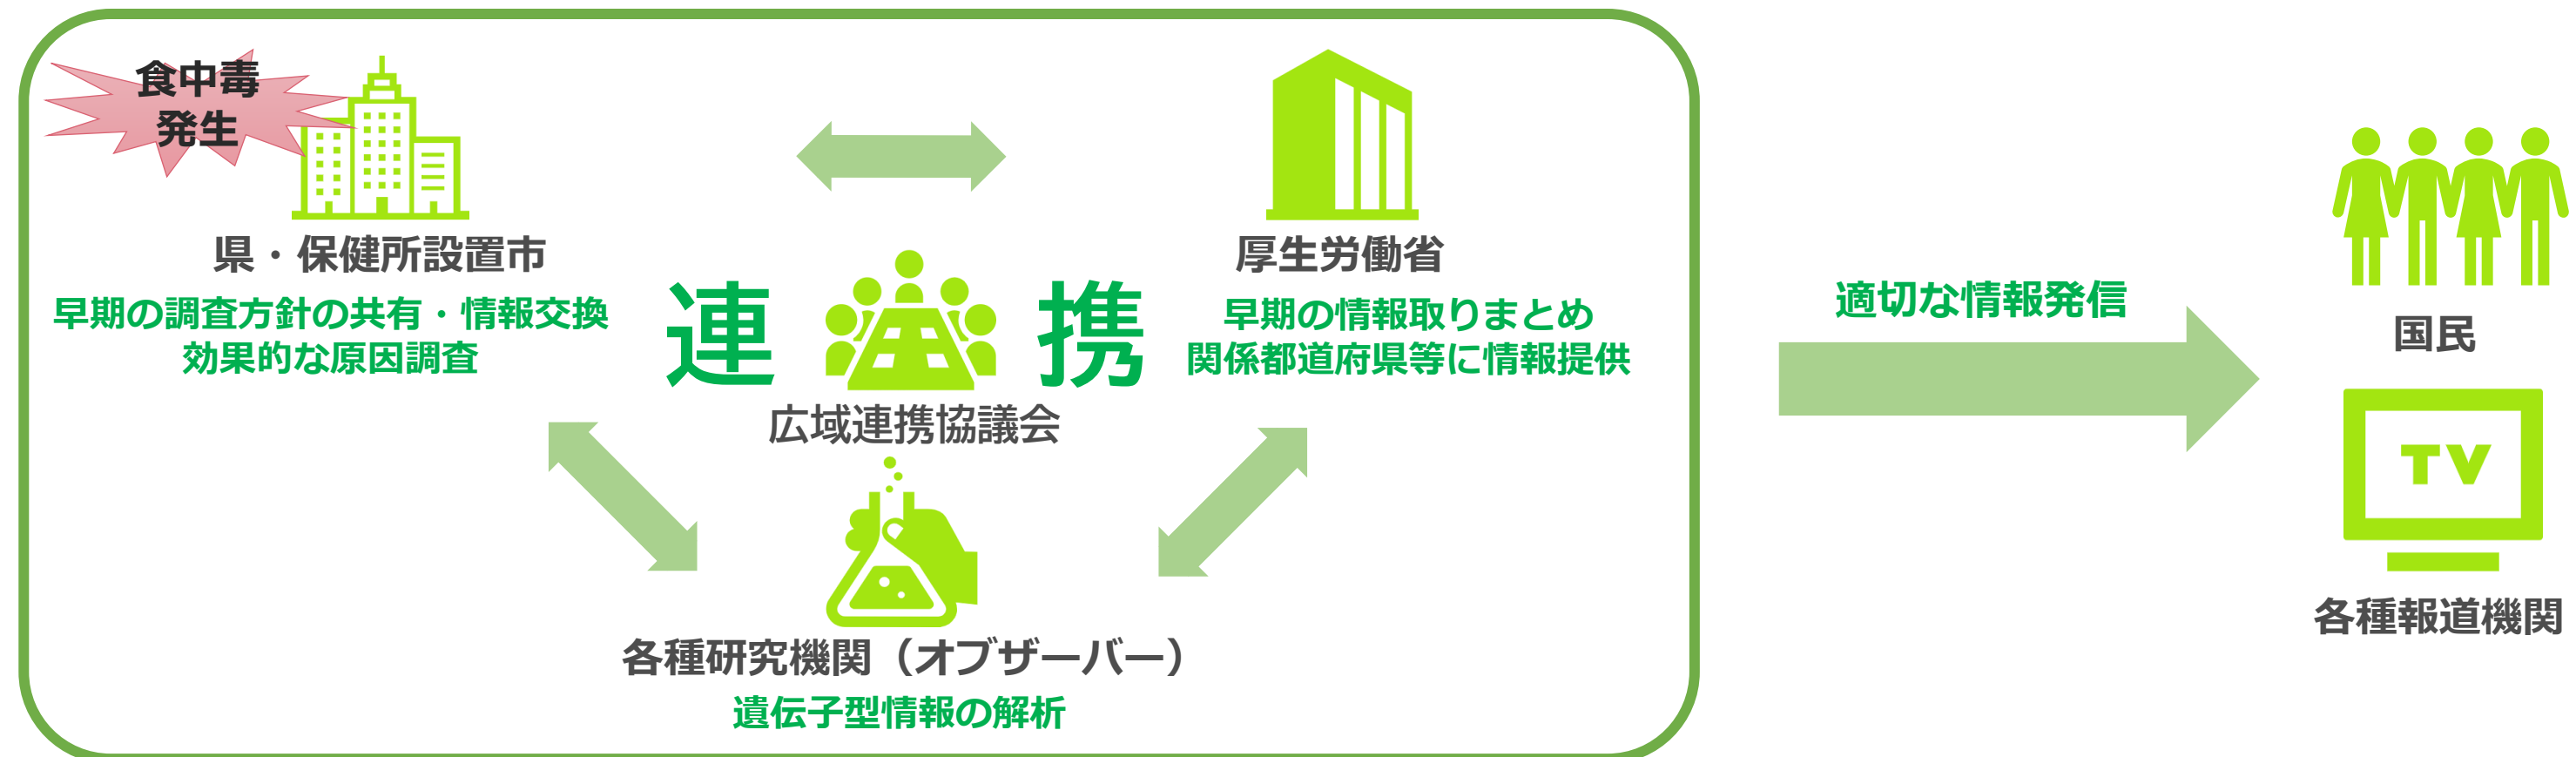 食中毒
発生
県・保健所設置市
早期の調査方針の共有・情報交換
効果的な原因調査
連携
広域連携協議会
厚生労働省
早期の情報取りまとめ
関係都道府県等に情報提供
各種研究機関（オブザーバー）
遺伝子型情報の解析
適切な情報発信
国民
TV
各種報道機関